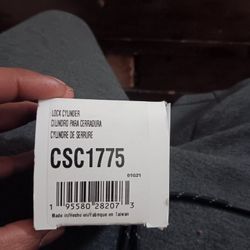 LOCK CYLINDER
CILINDRO PARA CERRADURA
CYLINDRE DE SERRURE
CSC1775
01021
1 95580 28207 3
Made in/Hecho en/Fabrique en Taiwan